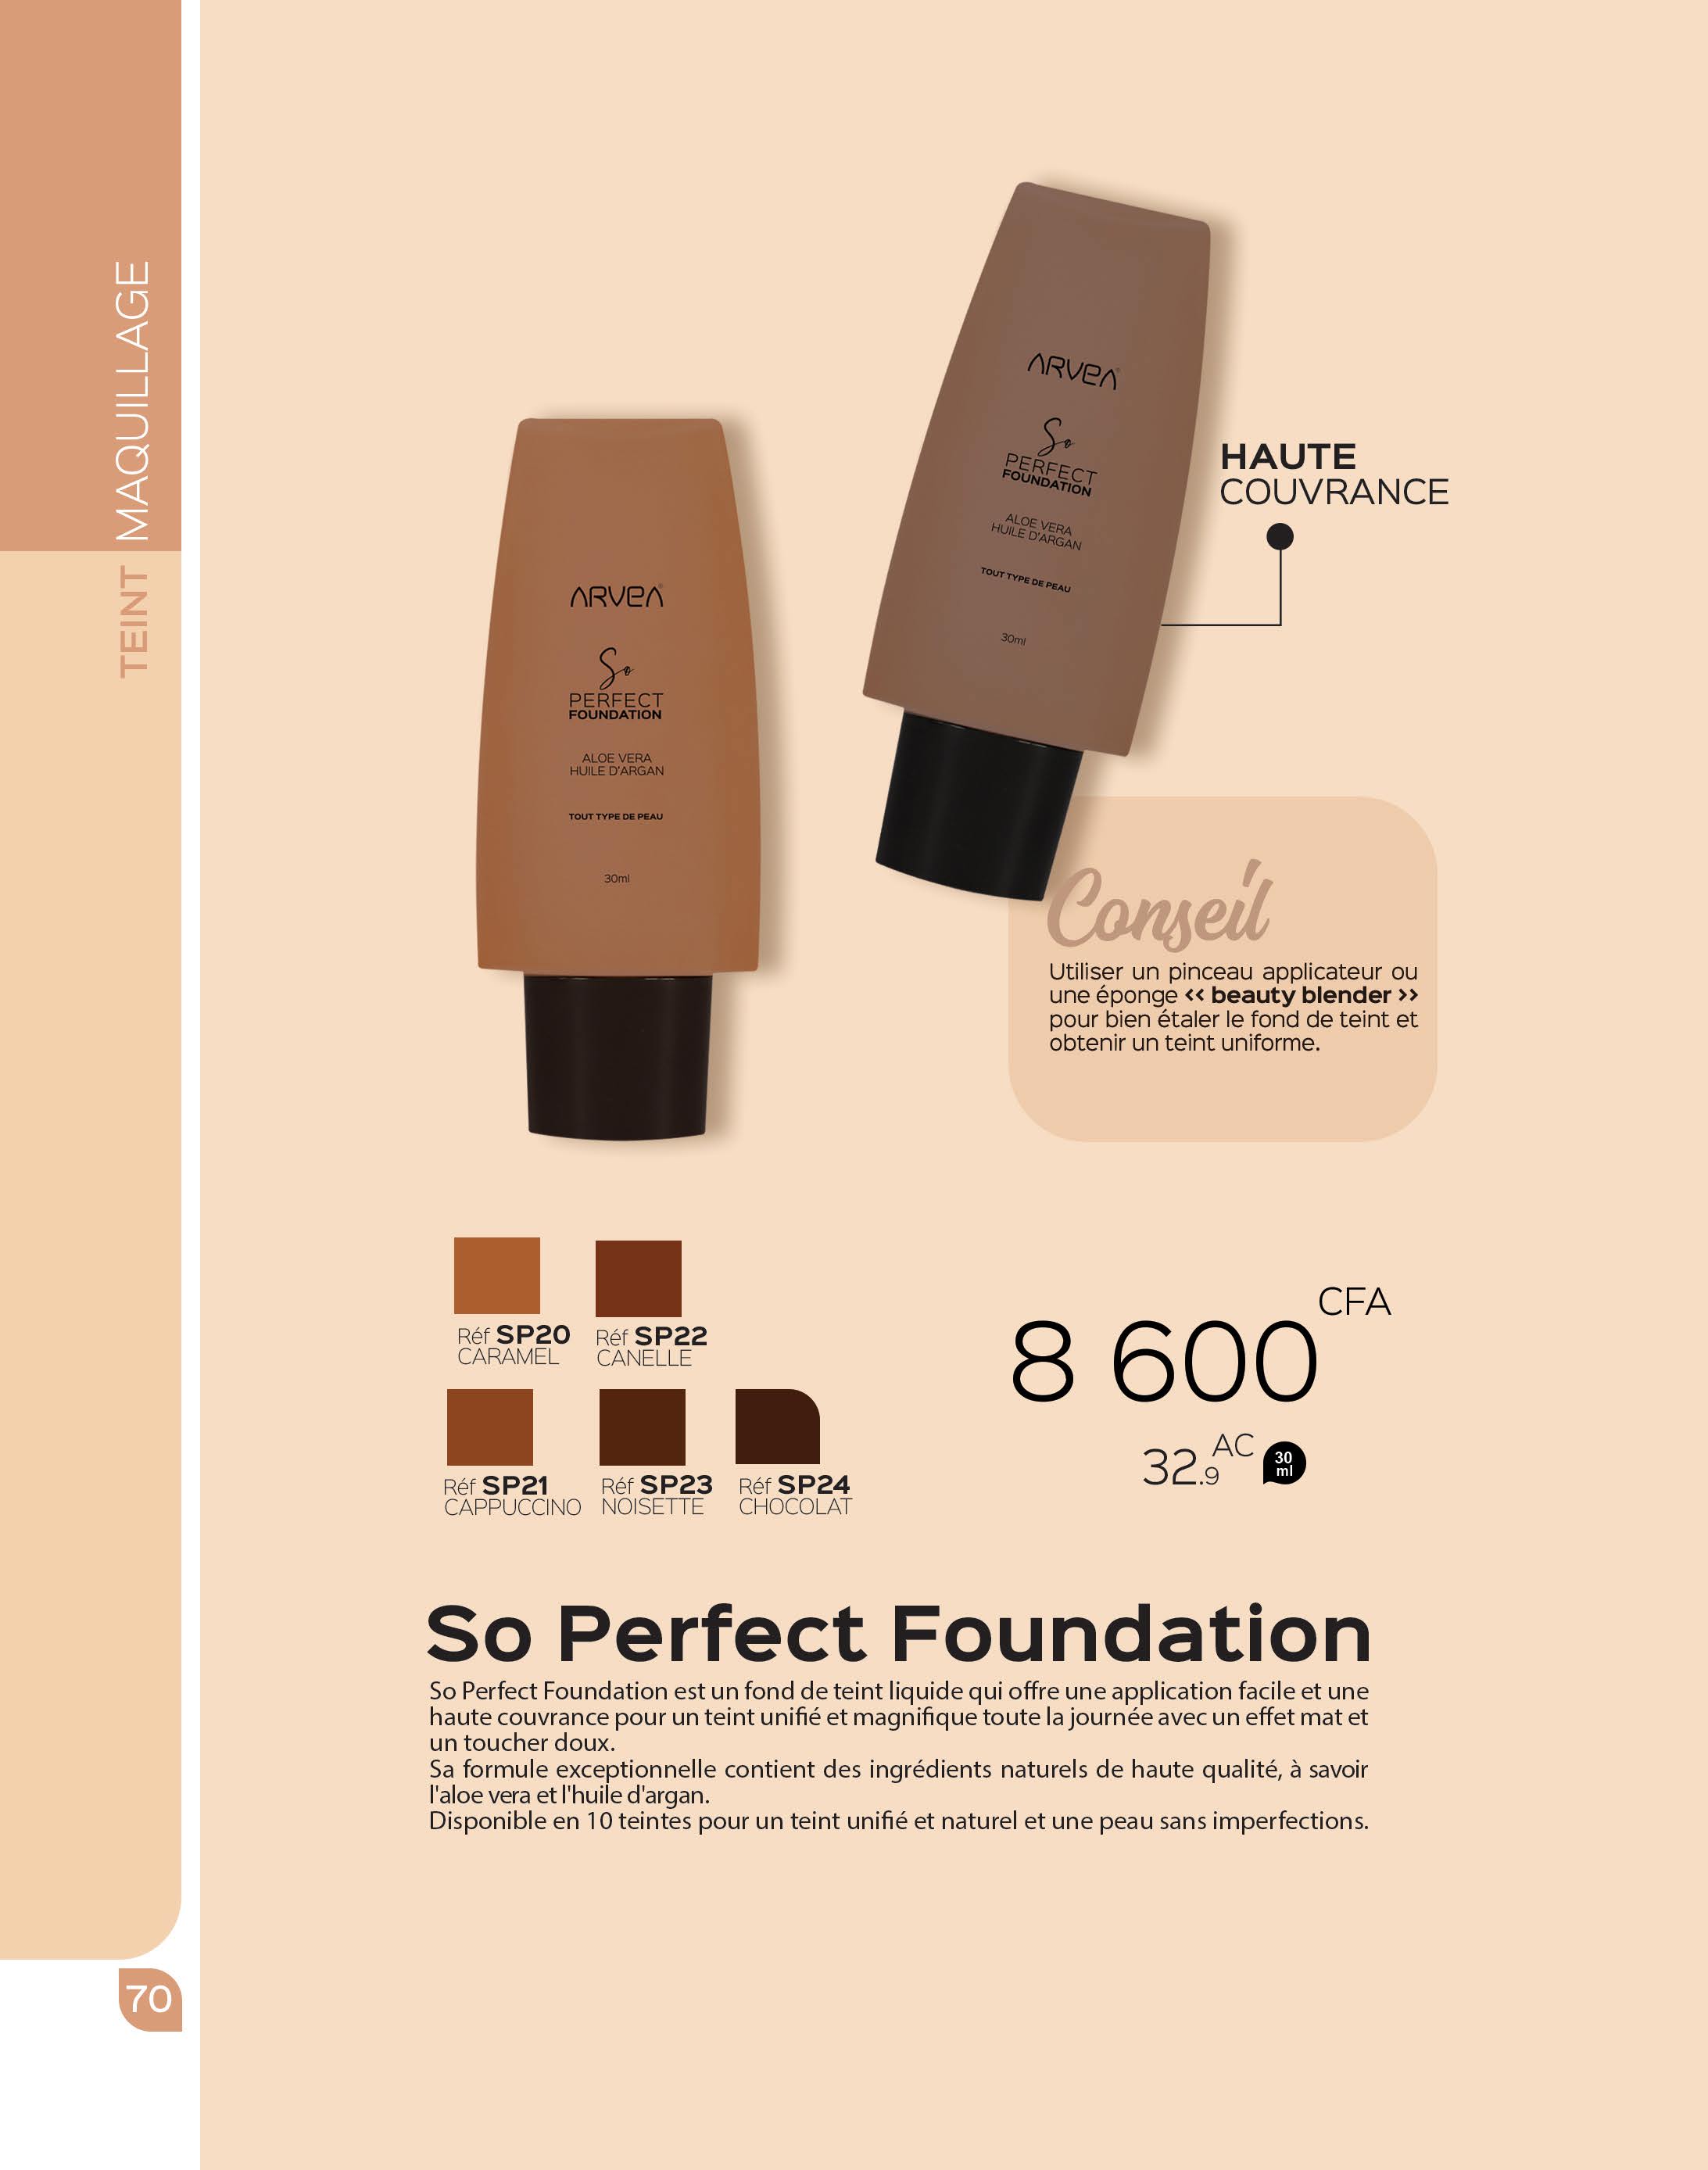 MAQUILLAGE
TEINT
ARVEA
So
PERFECT
FOUNDATION
ALOE VERA
HUILE D'ARGAN
TOUT TYPE DE PEAU
30ml
ARVEA
So
PERFECT
FOUNDATION
ALOE VERA
HUILE D'ARGAN
TOUT TYPE DE PEAU
30ml
HAUTE
COUVRANCE
Conseil
Utiliser un pinceau applicateur ou
une éponge << beauty blender >>
pour bien étaler le fond de teint et
obtenir un teint uniforme.
Réf SP20
CARAMEL
Réf SP22
CANELLE
Réf SP21
CAPPUCCINO
Réf SP23
NOISETTE
Réf SP24
CHOCOLAT
8 600 CFA
32.9 AC
30
ml
So Perfect Foundation
So Perfect Foundation est un fond de teint liquide qui offre une application facile et une
haute couvrance pour un teint unifié et magnifique toute la journée avec un effet mat et
un toucher doux.
Sa formule exceptionnelle contient des ingrédients naturels de haute qualité, à savoir
l'aloe vera et l'huile d'argan.
Disponible en 10 teintes pour un teint unifié et naturel et une peau sans imperfections.
70